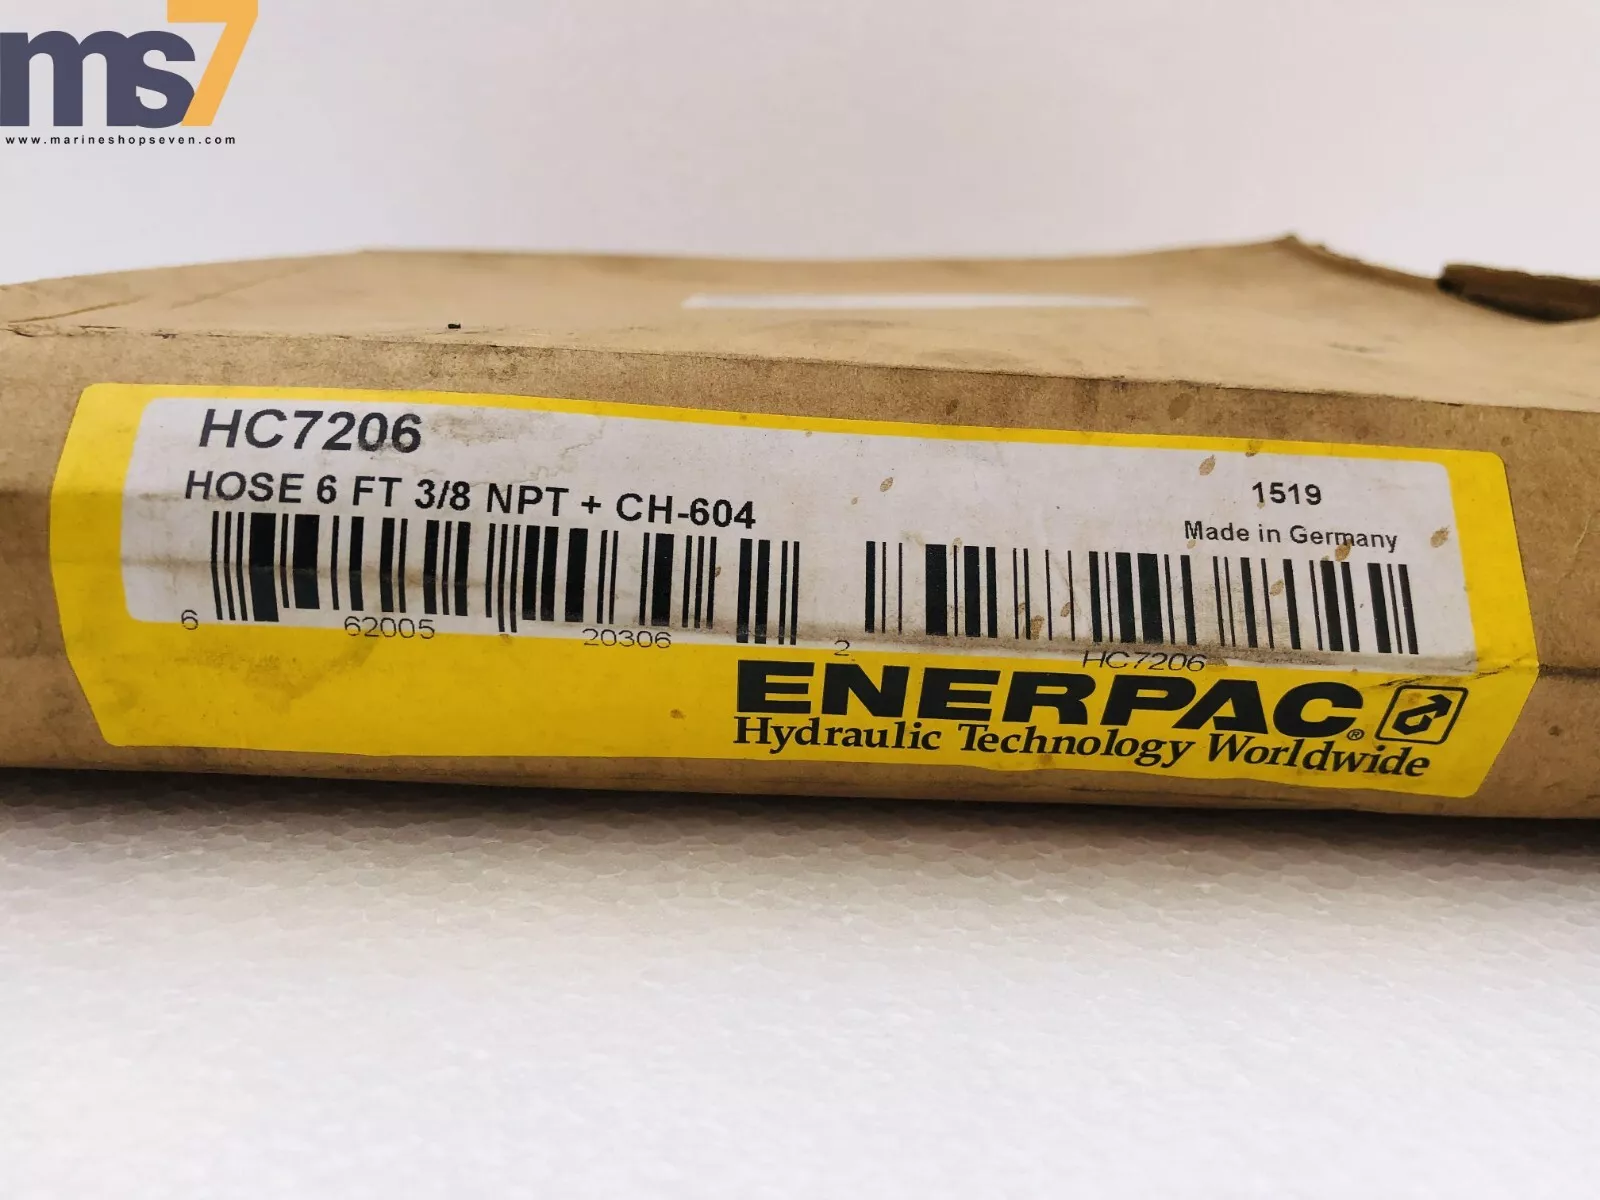 ms7
www.marineshopseven.com
HC7206
HOSE 6 FT 3/8 NPT + CH-604
1519
Made in Germany
6 62005 20306 2
HC7206
ENERPAC®
Hydraulic Technology Worldwide